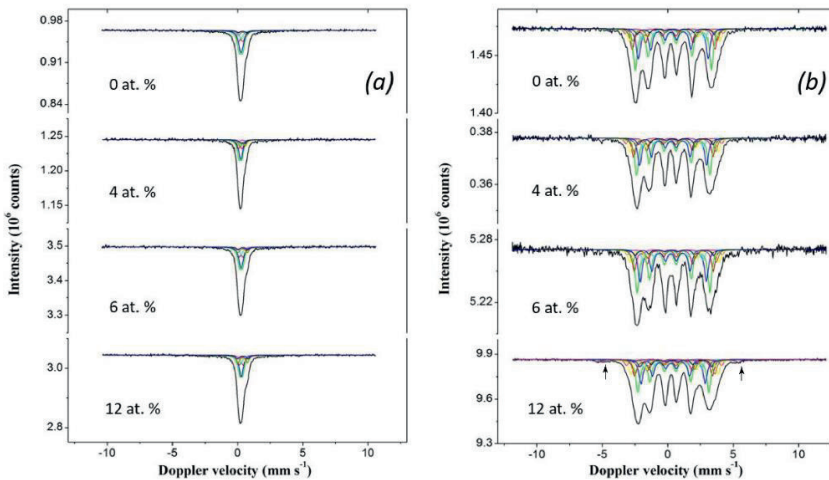 (a)
0.98
0.91
0.84
0 at. %
1.25
1.20
1.15
4 at. %
3.5
3.4
3.3
6 at. %
3.0
2.8
12 at. %
Intensity (10⁶ counts)
-10 -5 0 5 10
Doppler velocity (mm s⁻¹)
(b)
1.45
1.40
0 at. %
0.38
0.36
4 at. %
5.28
5.22
6 at. %
9.9
9.6
9.3
12 at. %
Intensity (10⁶ counts)
-10 -5 0 5 10
Doppler velocity (mm s⁻¹)